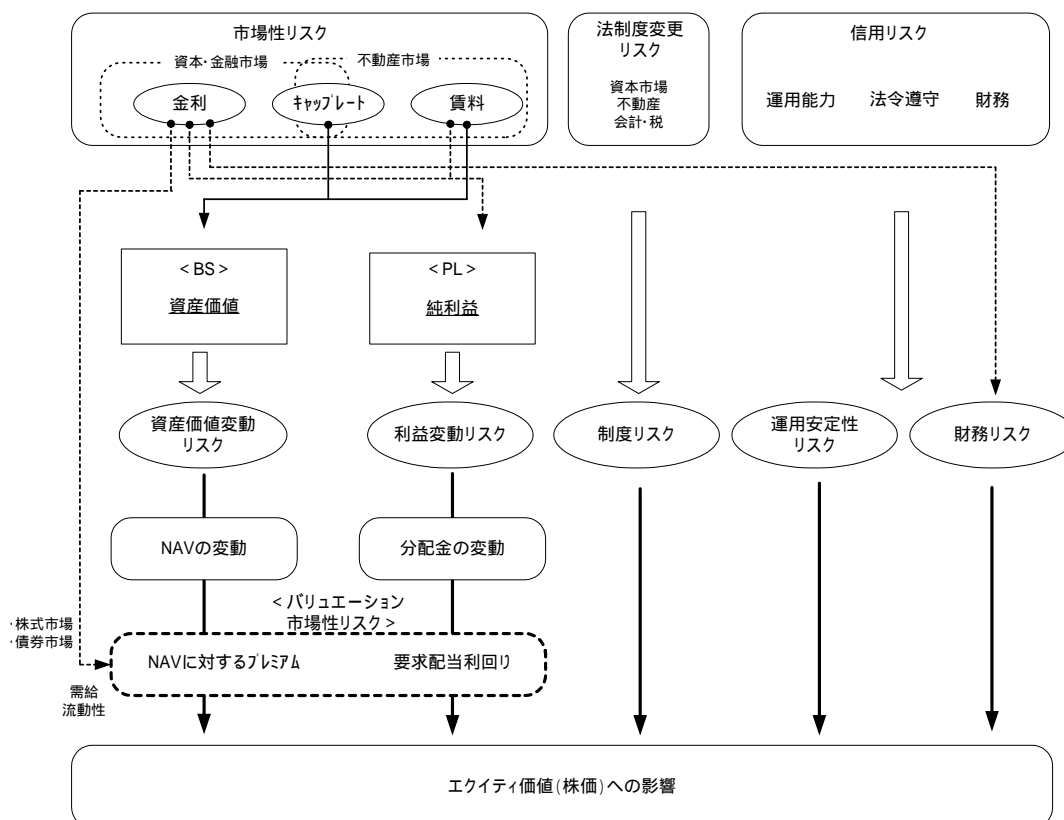 市場性リスク
資本・金融市場
不動産市場
金利
ｷｬｯﾌﾟﾚｰﾄ
賃料
法制度変更
リスク
資本市場
不動産
会計・税
信用リスク
運用能力
法令遵守
財務
＜BS＞
資産価値
＜PL＞
純利益
資産価値変動
リスク
利益変動リスク
制度リスク
運用安定性
リスク
財務リスク
NAVの変動
分配金の変動
＜バリュエーション
市場性リスク＞
・株式市場
・債券市場
NAVに対するﾌﾟﾚﾐｱﾑ
要求配当利回り
需給
流動性
エクイティ価値(株価)への影響